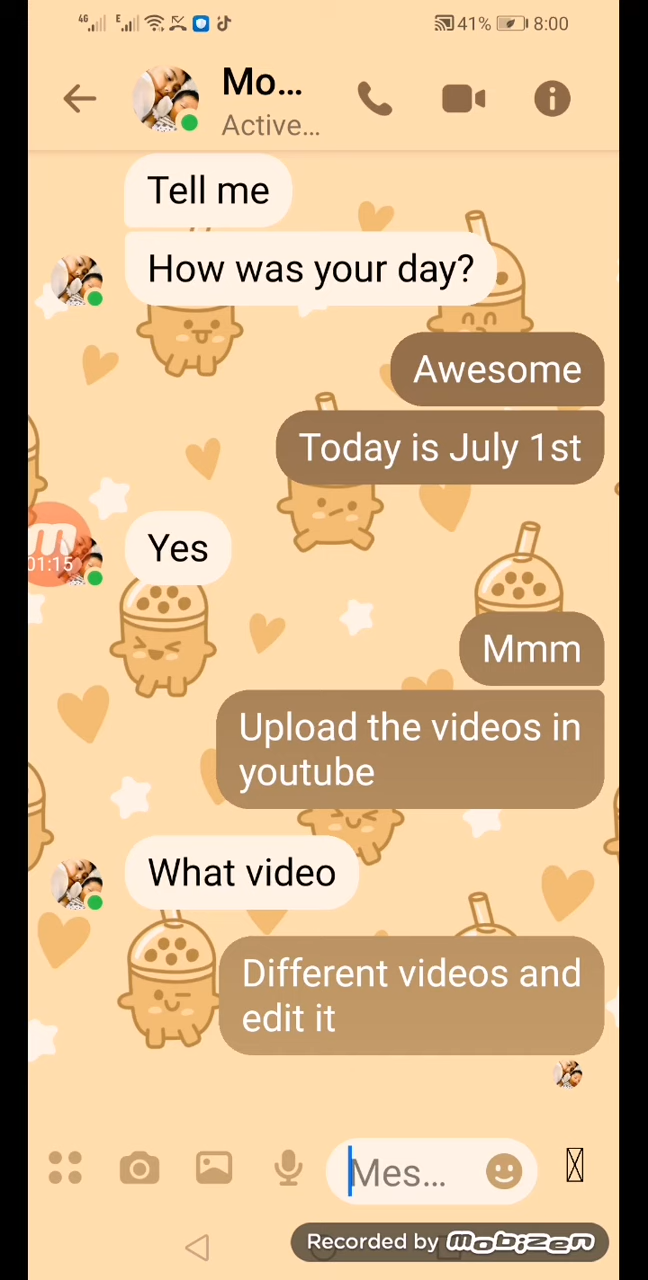 4G E 41% 8:00
Mo...
Active...
Tell me
How was your day?
Awesome
Today is July 1st
Yes
01:15
Mmm
Upload the videos in
youtube
What video
Different videos and
edit it
Mes...
Recorded by mobizen